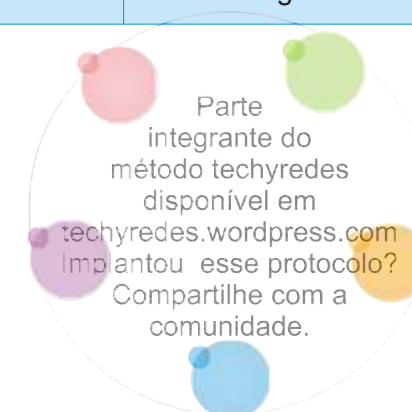 Parte
integrante do
método techyredes
disponível em
techyredes.wordpress.com
Implantou esse protocolo?
Compartilhe com a
comunidade.